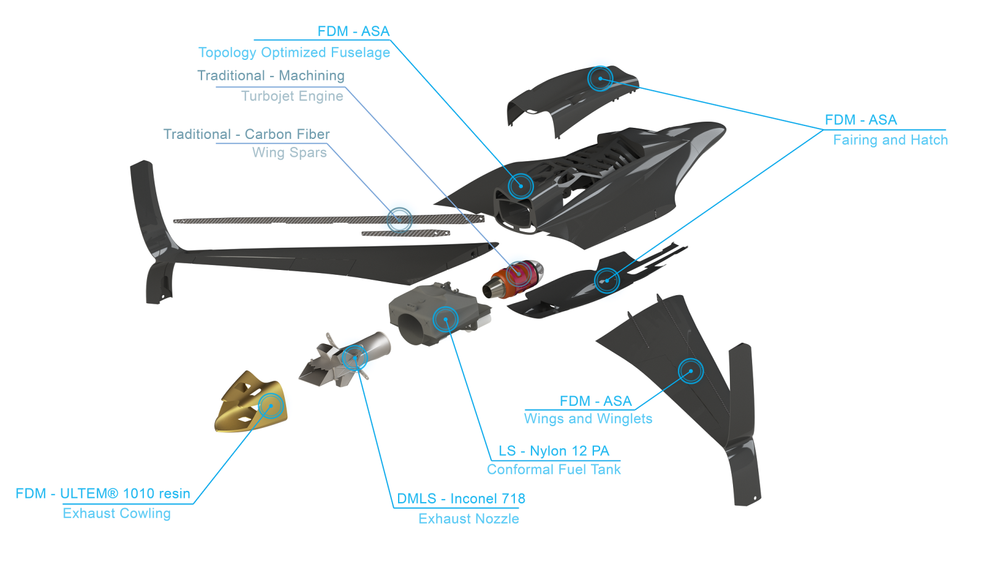 FDM - ASA
Topology Optimized Fuselage
Traditional - Machining
Turbojet Engine
Traditional - Carbon Fiber
Wing Spars
FDM - ASA
Fairing and Hatch
FDM - ASA
Wings and Winglets
LS - Nylon 12 PA
Conformal Fuel Tank
DMLS - Inconel 718
Exhaust Nozzle
FDM - ULTEM® 1010 resin
Exhaust Cowling